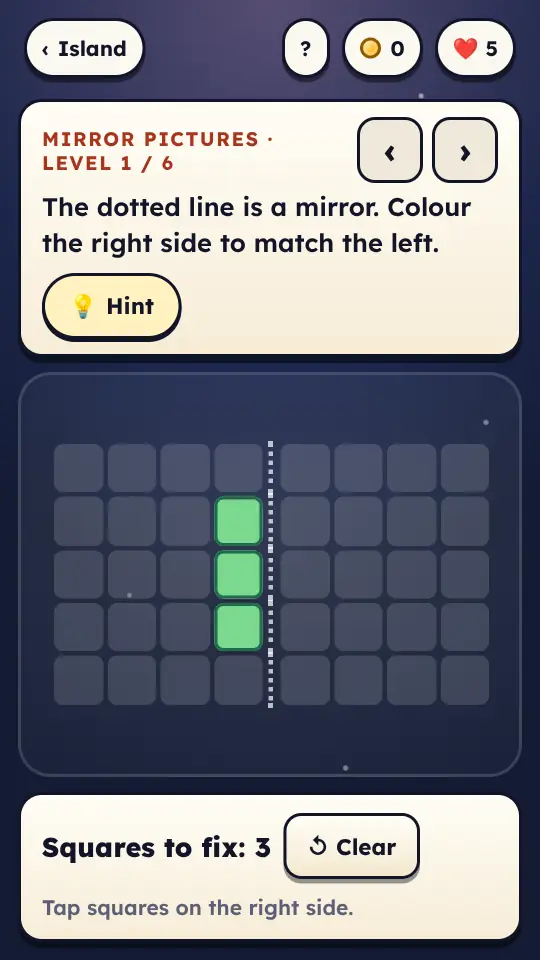 ‹ Island
?
0
5
MIRROR PICTURES ·
LEVEL 1 / 6
‹
›
The dotted line is a mirror. Colour
the right side to match the left.
Hint
Squares to fix: 3
Clear
Tap squares on the right side.